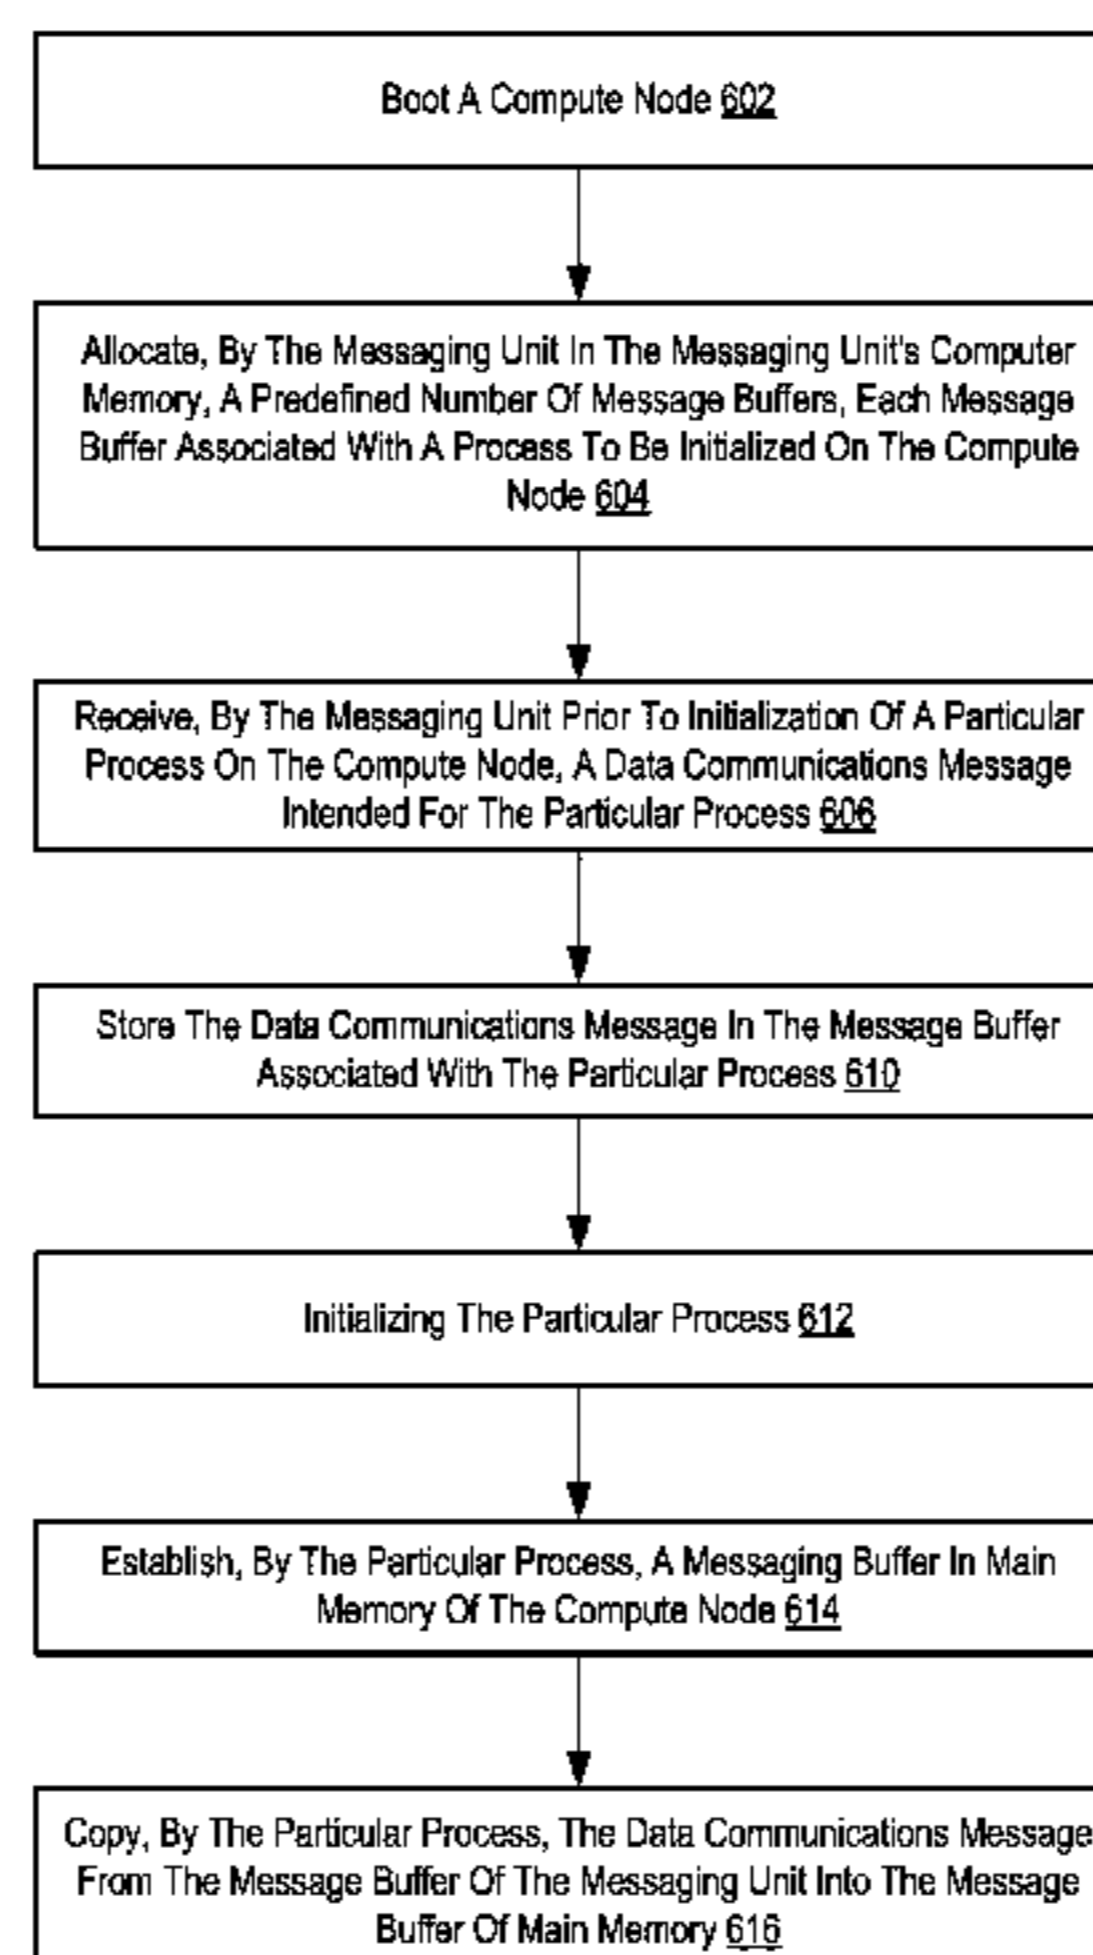 Boot A Compute Node 602
Allocate, By The Messaging Unit In The Messaging Unit's Computer
Memory, A Predefined Number Of Message Buffers, Each Message
Buffer Associated With A Process To Be Initialized On The Compute
Node 604
Receive, By The Messaging Unit Prior To Initialization Of A Particular
Process On The Compute Node, A Data Communications Message
Intended For The Particular Process 606
Store The Data Communications Message In The Message Buffer
Associated With The Particular Process 610
Initializing The Particular Process 612
Establish, By The Particular Process, A Messaging Buffer In Main
Memory Of The Compute Node 614
Copy, By The Particular Process, The Data Communications Message
From The Message Buffer Of The Messaging Unit Into The Message
Buffer Of Main Memory 616